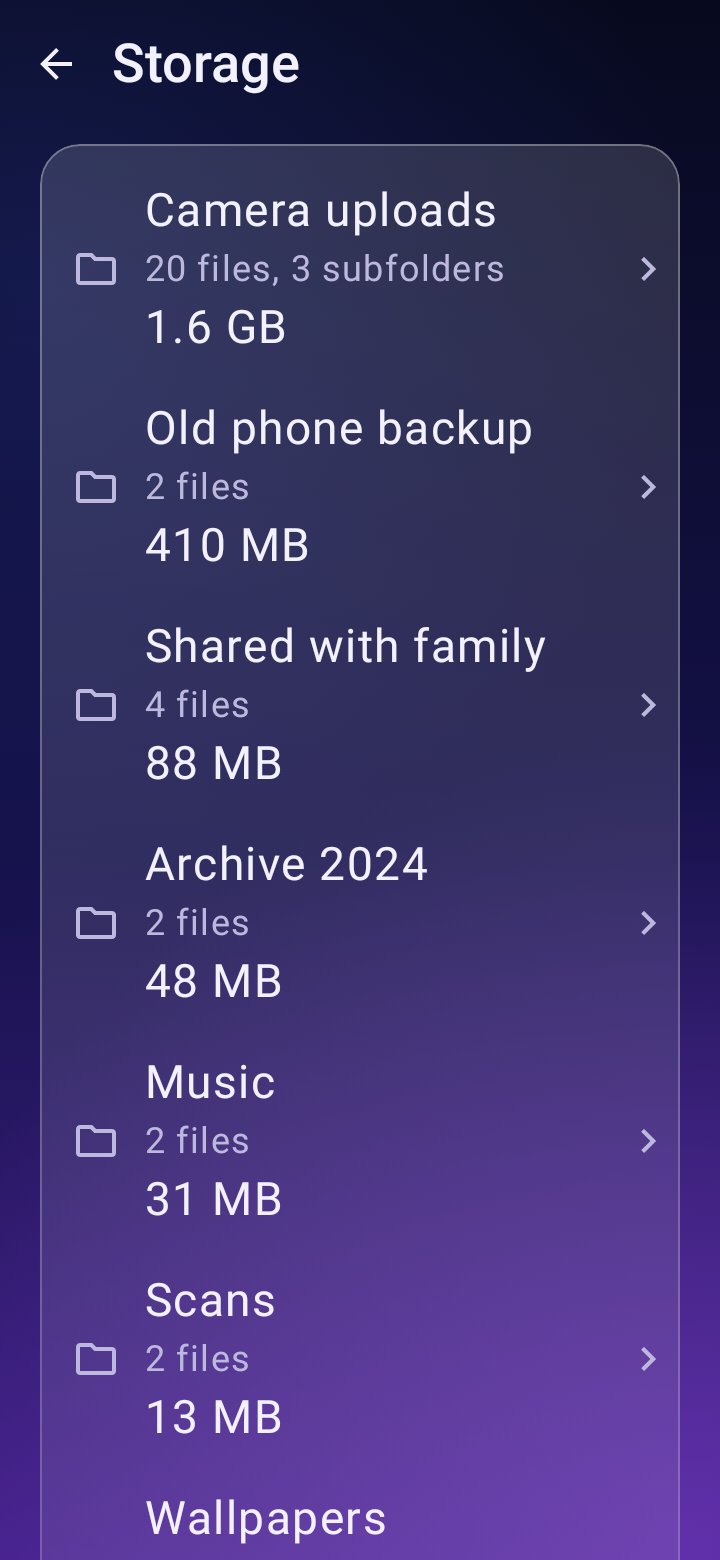 Storage
Camera uploads
20 files, 3 subfolders
1.6 GB
Old phone backup
2 files
410 MB
Shared with family
4 files
88 MB
Archive 2024
2 files
48 MB
Music
2 files
31 MB
Scans
2 files
13 MB
Wallpapers